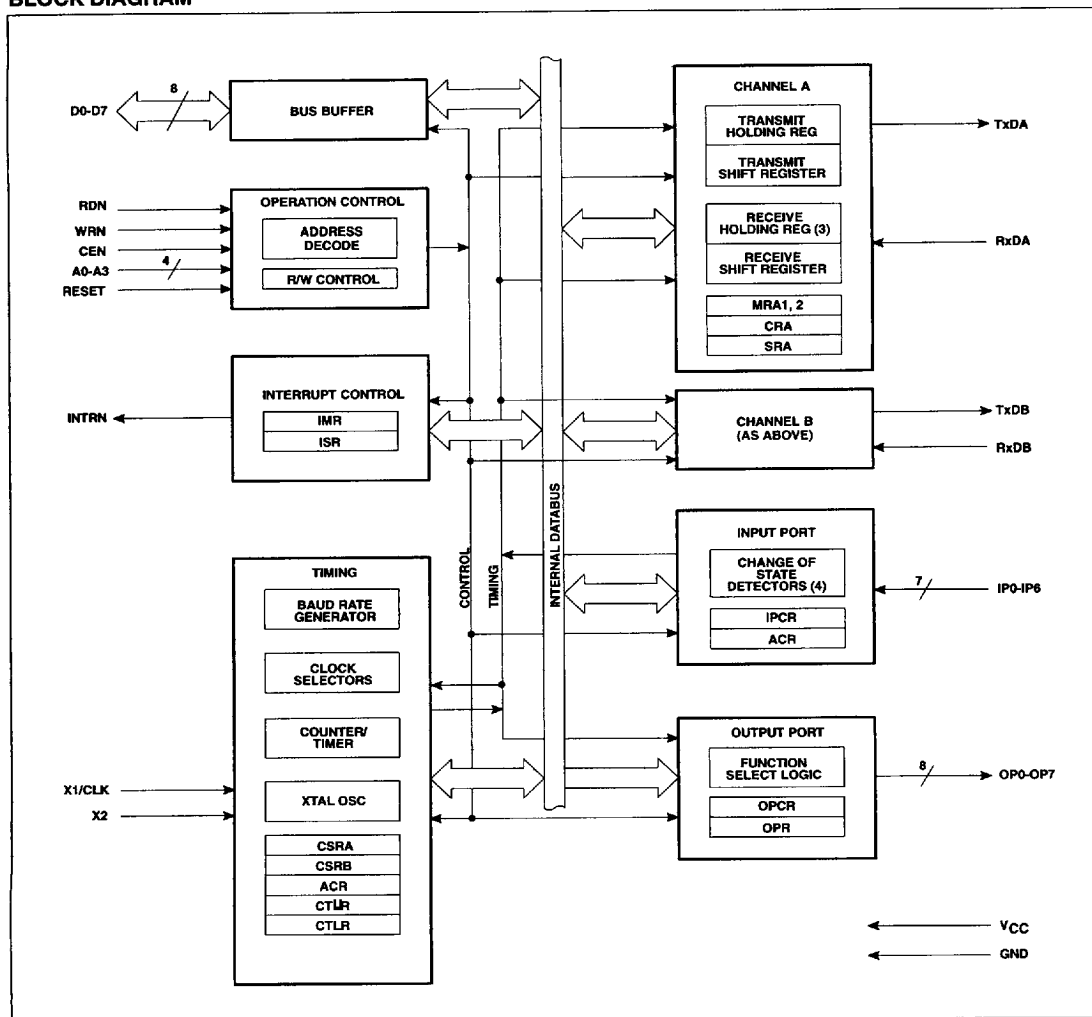 BLOCK DIAGRAM
D0-D7
8
BUS BUFFER
RDN
WRN
CEN
A0-A3
4
RESET
OPERATION CONTROL
ADDRESS
DECODE
R/W CONTROL
INTRN
INTERRUPT CONTROL
IMR
ISR
TIMING
BAUD RATE
GENERATOR
CLOCK
SELECTORS
COUNTER/
TIMER
X1/CLK
X2
XTAL OSC
CSRA
CSRB
ACR
CTLR
CONTROL
TIMING
INTERNAL DATABUS
CHANNEL A
TRANSMIT
HOLDING REG
TRANSMIT
SHIFT REGISTER
RECEIVE
HOLDING REG (3)
RECEIVE
SHIFT REGISTER
MRA1, 2
CRA
SRA
TxDA
RxDA
CHANNEL B
(AS ABOVE)
TxDB
RxDB
INPUT PORT
CHANGE OF
STATE
DETECTORS (4)
IPCR
ACR
7
IP0-IP6
OUTPUT PORT
FUNCTION
SELECT LOGIC
OPCR
OPR
8
OP0-OP7
VCC
GND